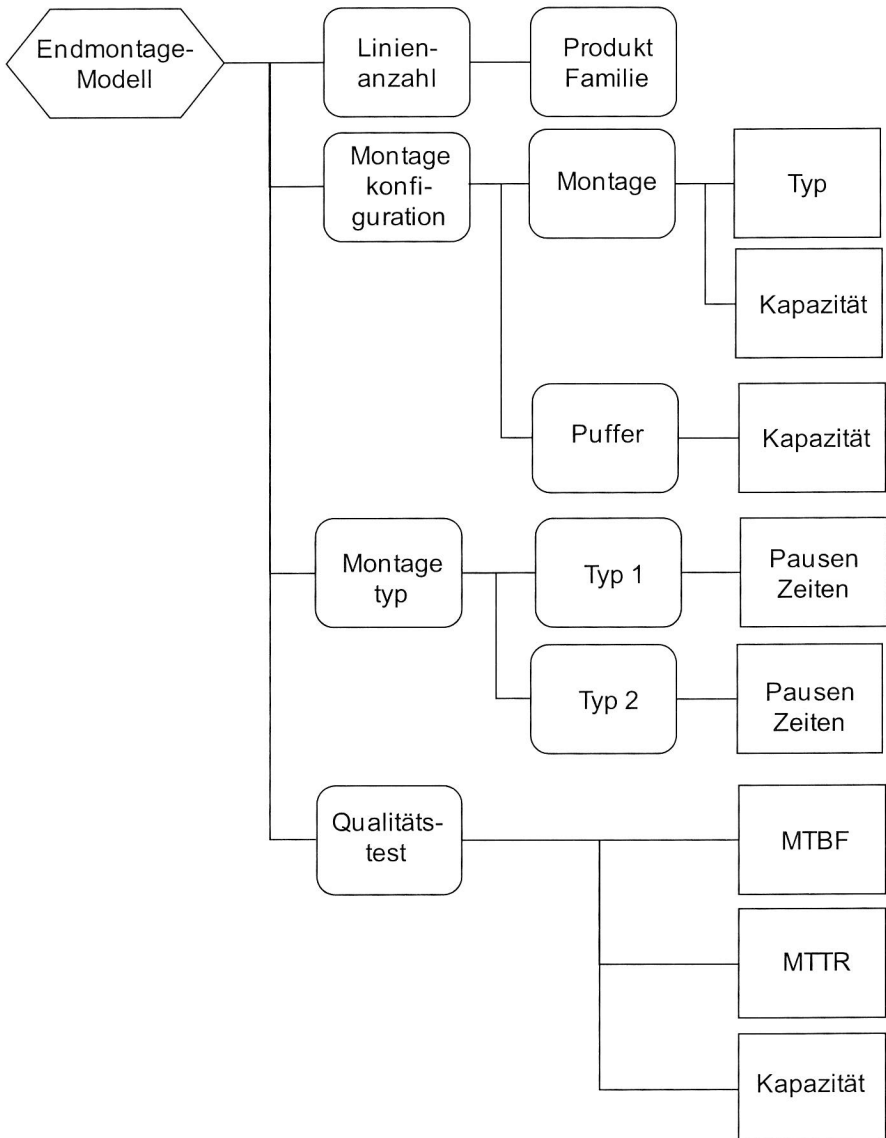 Endmontage-
Modell
Linien-
anzahl
Produkt
Familie
Montage
konfi-
guration
Montage
Typ
Kapazität
Puffer
Kapazität
Montage
typ
Typ 1
Pausen
Zeiten
Typ 2
Pausen
Zeiten
Qualitäts-
test
MTBF
MTTR
Kapazität